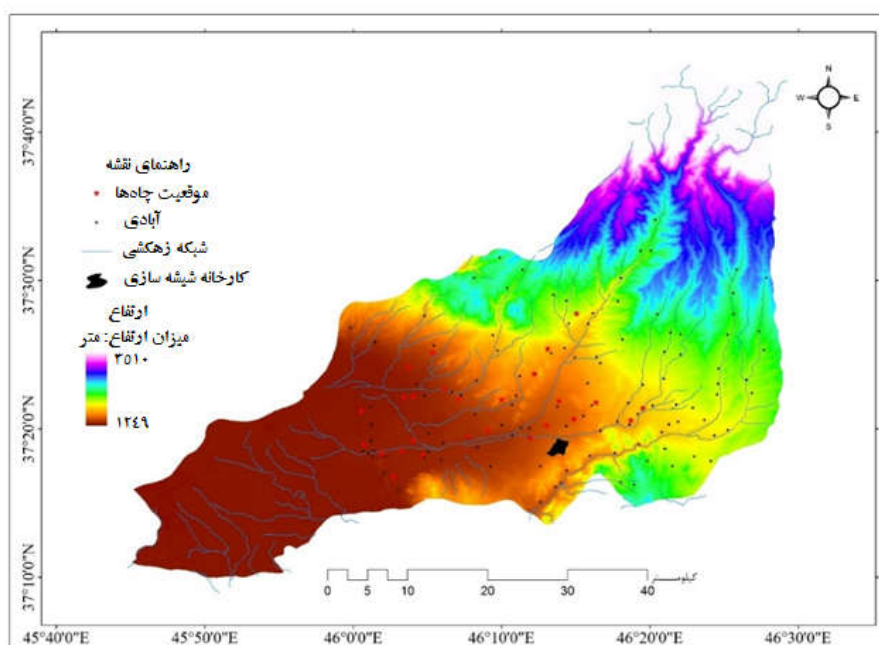 N
W E
S
37°40'0"N
37°30'0"N
37°20'0"N
37°10'0"N
راهنمای نقشه
موقعیت چاه‌ها
آبادی
شبکه زهکشی
کارخانه شیشه سازی
ارتفاع
میزان ارتفاع: متر
۳۵۱۰
۱۲۴۹
0 5 10 20 30 40
45°40'0"E 45°50'0"E 46°0'0"E 46°10'0"E 46°20'0"E 46°30'0"E